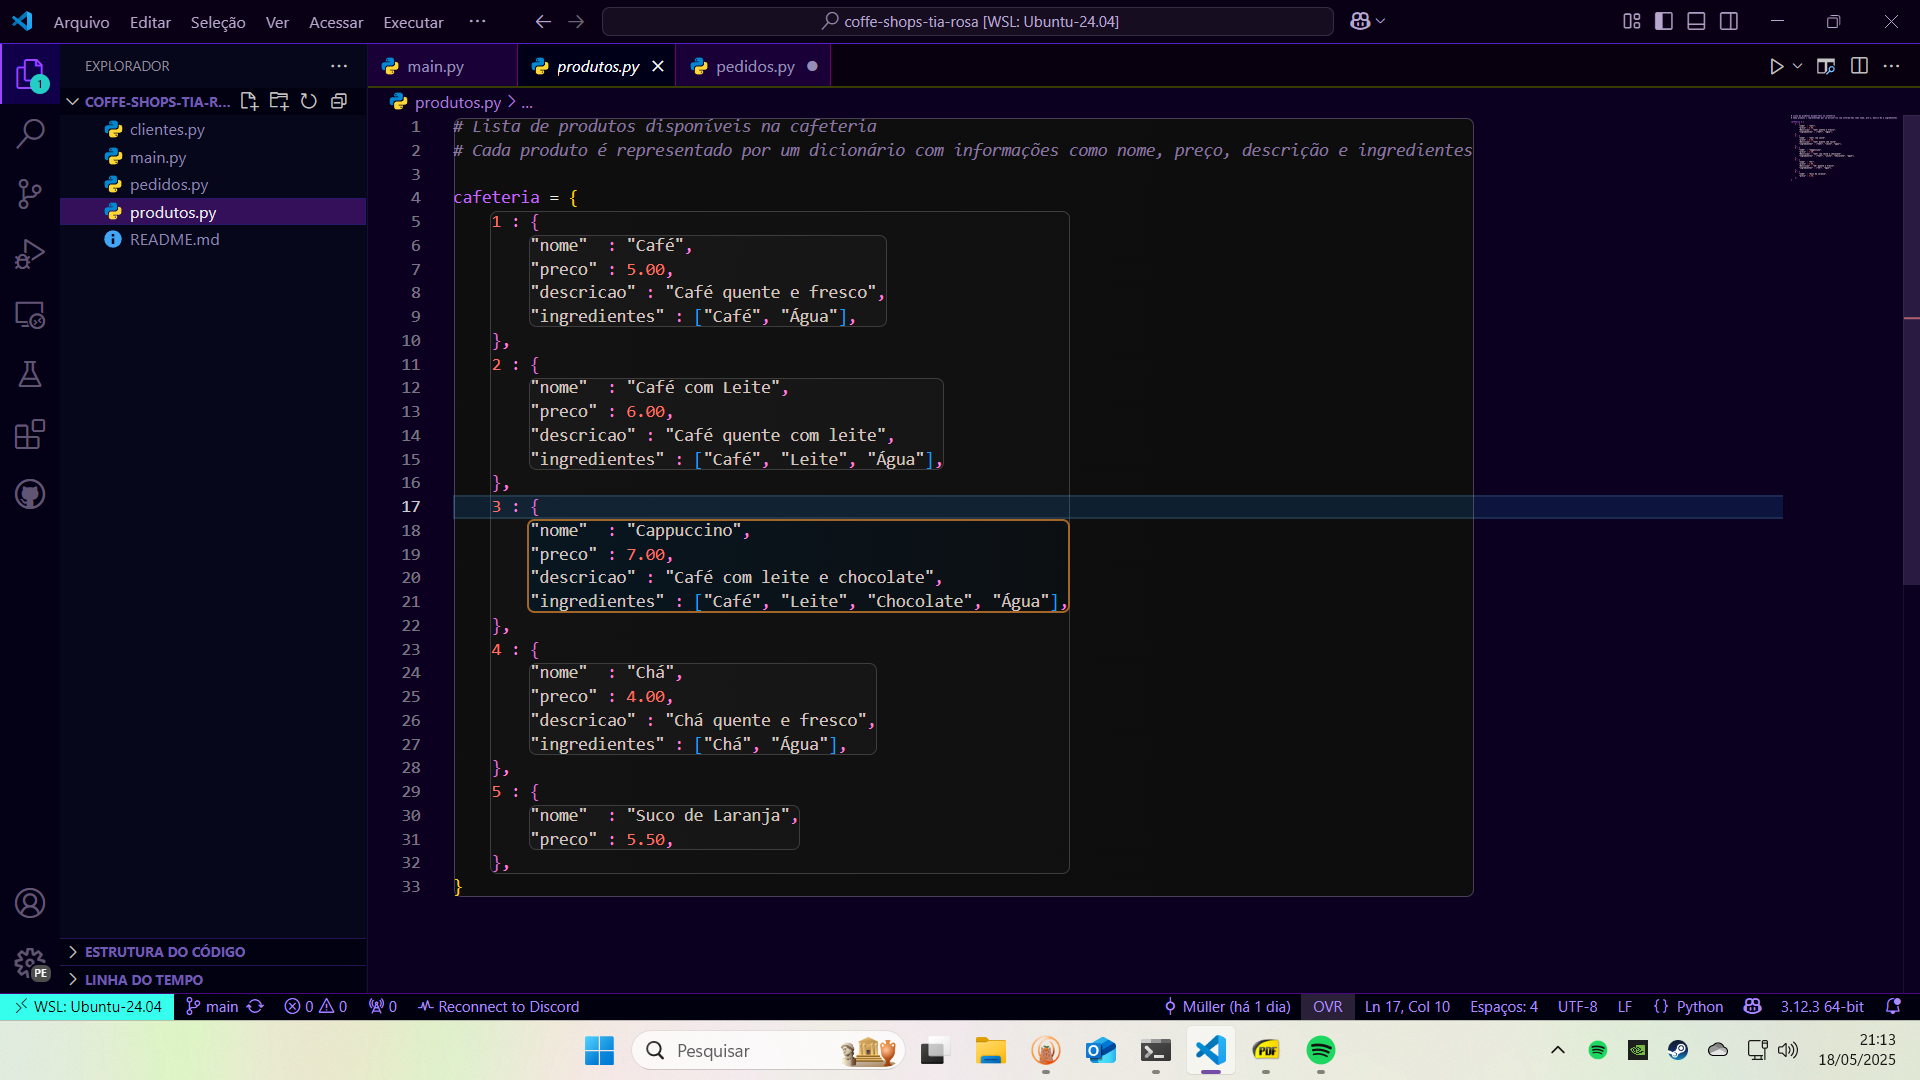 Arquivo Editar Seleção Ver Acessar Executar ···
coffe-shops-tia-rosa [WSL: Ubuntu-24.04]
EXPLORADOR ···
main.py
produtos.py
pedidos.py
COFFE-SHOPS-TIA-R...
produtos.py > ...
clientes.py
main.py
pedidos.py
produtos.py
README.md
1 # Lista de produtos disponíveis na cafeteria
2 # Cada produto é representado por um dicionário com informações como nome, preço, descrição e ingredientes
3
4 cafeteria = {
5 1 : {
6 "nome"  : "Café",
7 "preco" : 5.00,
8 "descricao" : "Café quente e fresco",
9 "ingredientes" : ["Café", "Água"],
10 },
11 2 : {
12 "nome"  : "Café com Leite",
13 "preco" : 6.00,
14 "descricao" : "Café quente com leite",
15 "ingredientes" : ["Café", "Leite", "Água"],
16 },
17 3 : {
18 "nome"  : "Cappuccino",
19 "preco" : 7.00,
20 "descricao" : "Café com leite e chocolate",
21 "ingredientes" : ["Café", "Leite", "Chocolate", "Água"],
22 },
23 4 : {
24 "nome"  : "Chá",
25 "preco" : 4.00,
26 "descricao" : "Chá quente e fresco",
27 "ingredientes" : ["Chá", "Água"],
28 },
29 5 : {
30 "nome"  : "Suco de Laranja",
31 "preco" : 5.50,
32 },
33 }
1
PE
ESTRUTURA DO CÓDIGO
LINHA DO TEMPO
WSL: Ubuntu-24.04 main 0 0 0 Reconnect to Discord Müller (há 1 dia) OVR Ln 17, Col 10 Espaços: 4 UTF-8 LF {} Python 3.12.3 64-bit
Pesquisar
PDF
21:13
18/05/2025